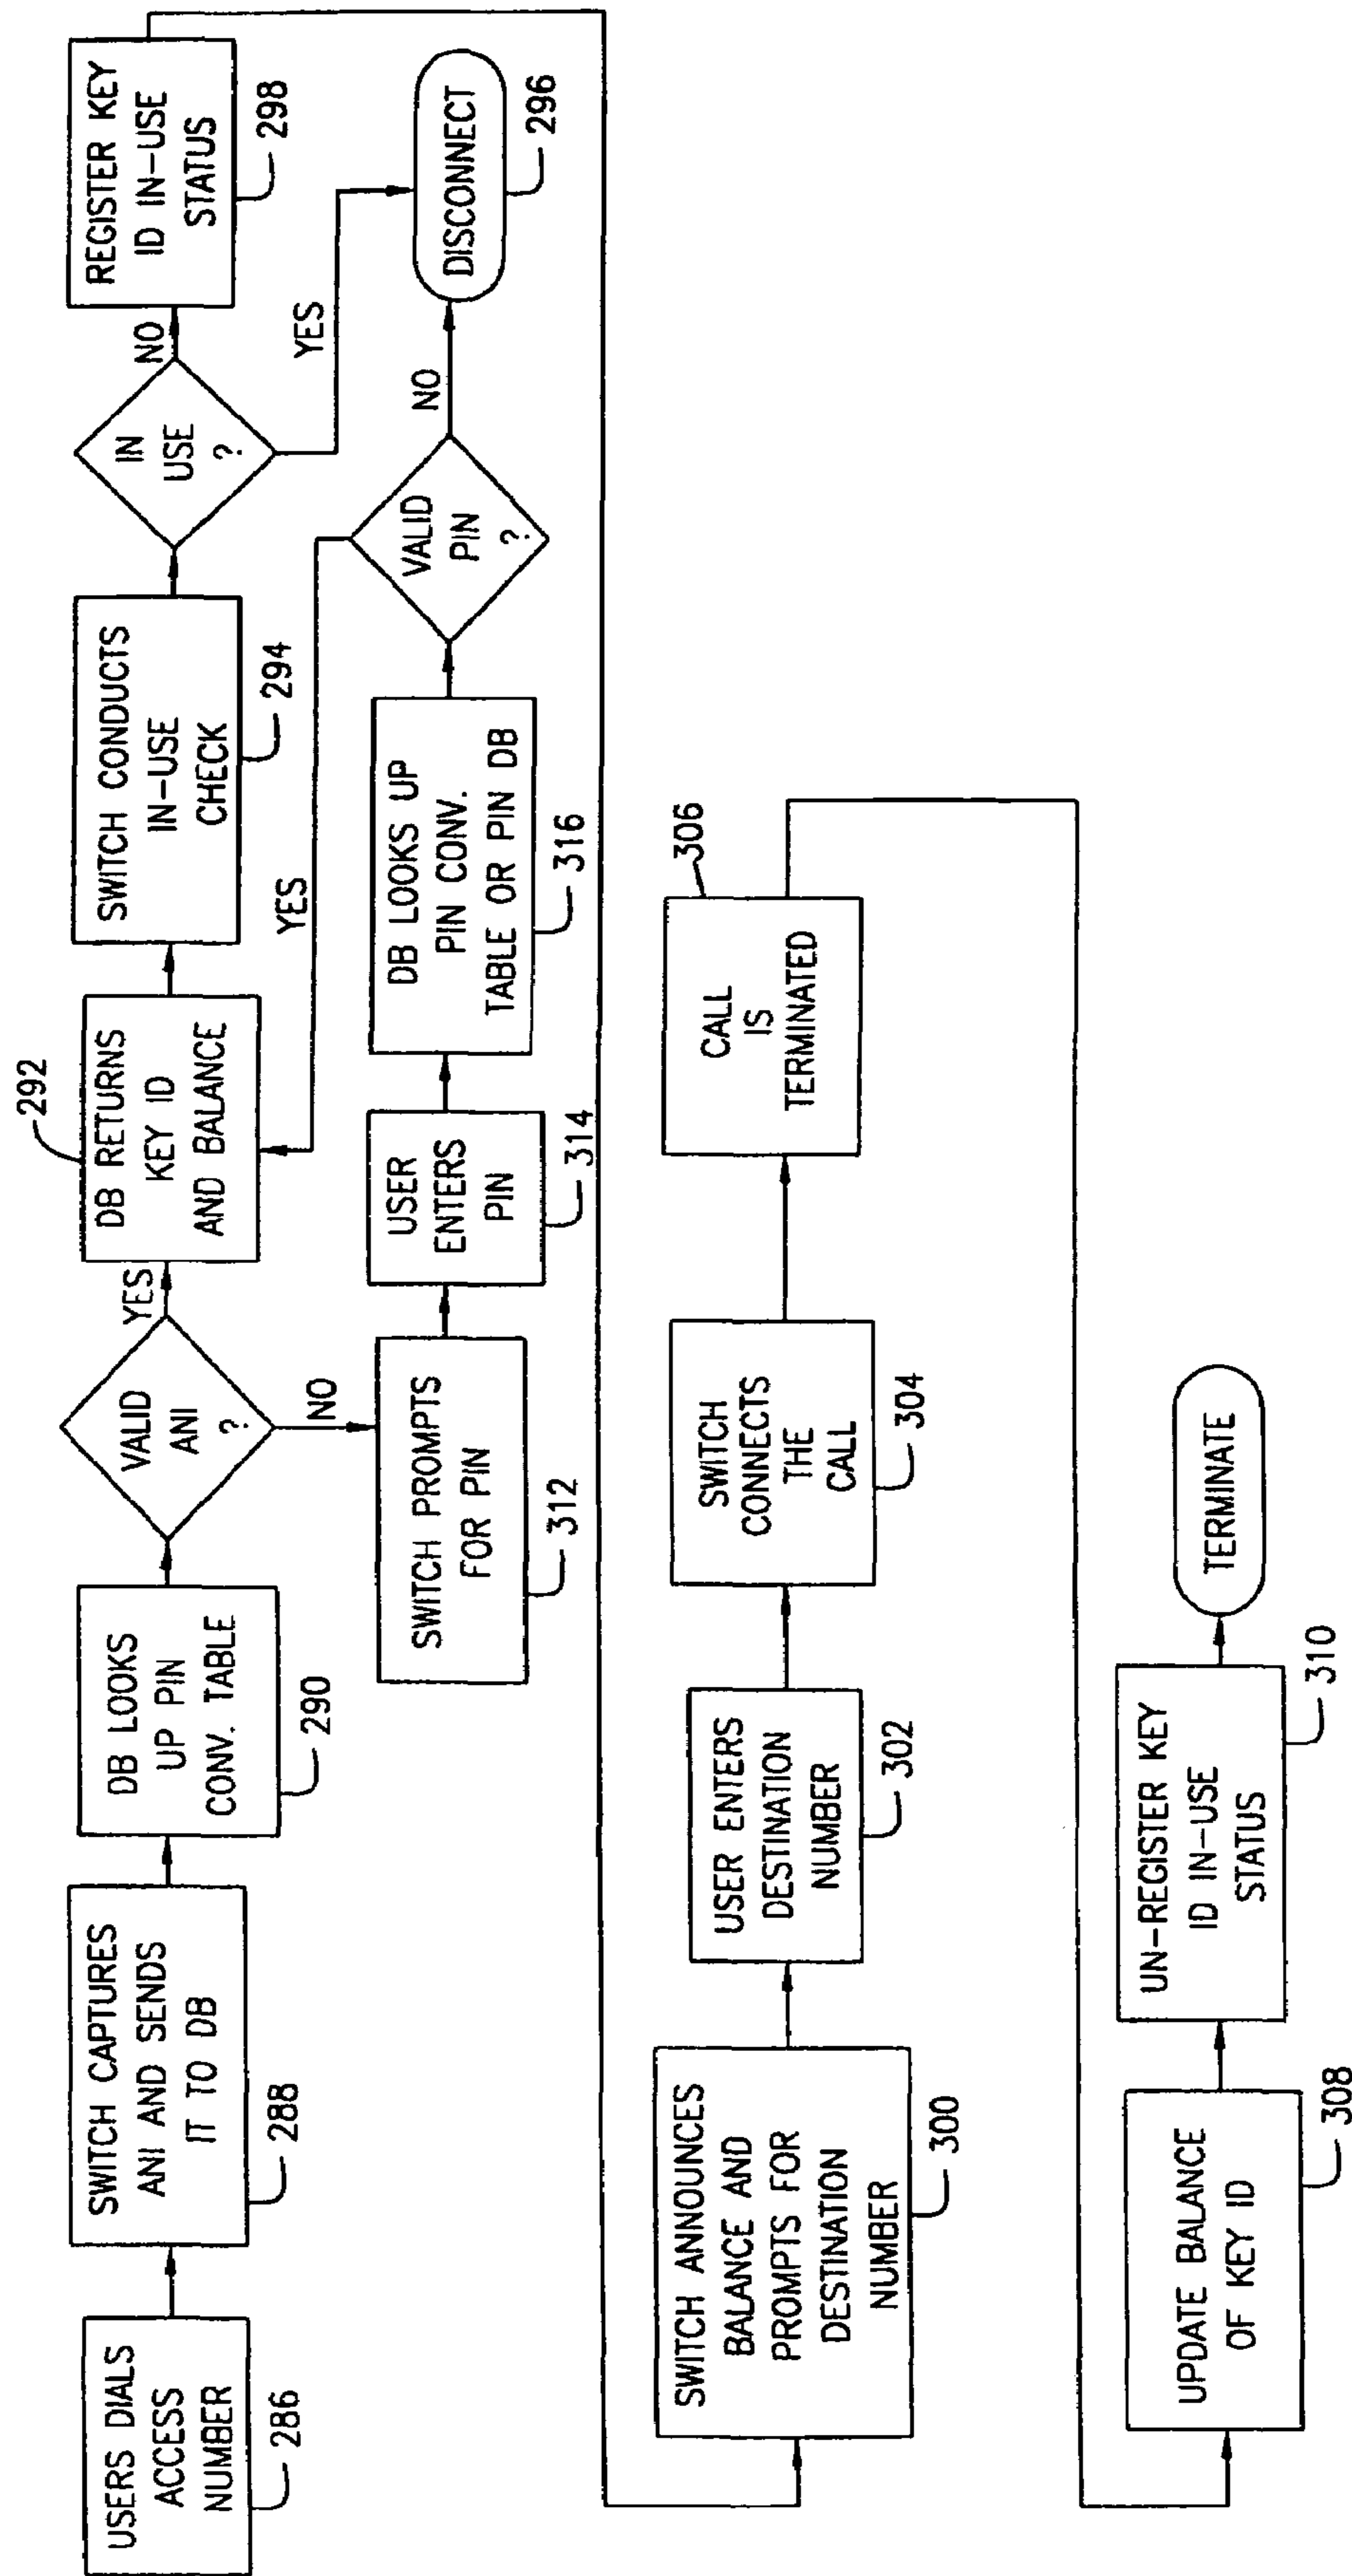 USERS DIALS
ACCESS
NUMBER
286
SWITCH CAPTURES
ANI AND SENDS
IT TO DB
288
DB LOOKS
UP PIN
CONV. TABLE
290
VALID
ANI
?
YES
NO
DB RETURNS
KEY ID
AND BALANCE
292
SWITCH CONDUCTS
IN-USE
CHECK
294
IN
USE
?
NO
YES
REGISTER KEY
ID IN-USE
STATUS
298
SWITCH PROMPTS
FOR PIN
312
USER
ENTERS
PIN
314
DB LOOKS UP
PIN CONV.
TABLE OR PIN DB
316
VALID
PIN
?
YES
NO
DISCONNECT
296
SWITCH ANNOUNCES
BALANCE AND
PROMPTS FOR
DESTINATION
NUMBER
300
USER ENTERS
DESTINATION
NUMBER
302
SWITCH
CONNECTS
THE
CALL
304
CALL
IS
TERMINATED
306
UPDATE BALANCE
OF KEY ID
308
UN-REGISTER KEY
ID IN-USE
STATUS
310
TERMINATE